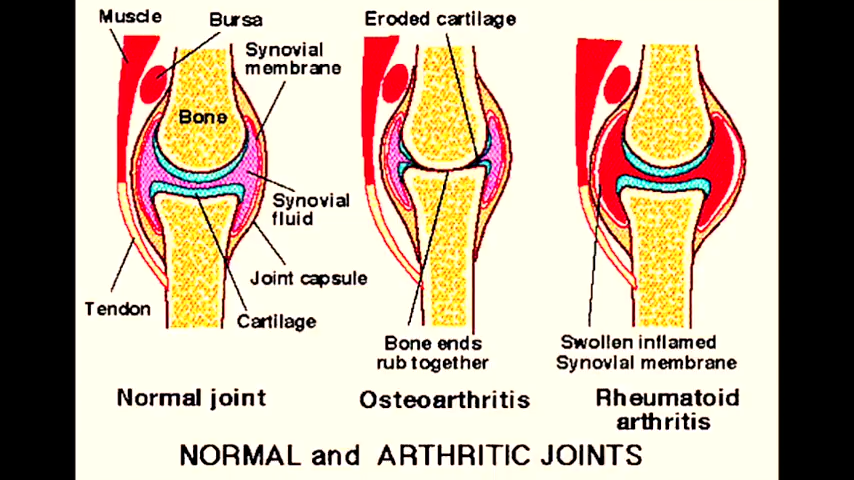 Muscle
Bursa
Synovial
membrane
Bone
Synovial
fluid
Joint capsule
Tendon
Cartilage
Normal joint
Eroded cartilage
Bone ends
rub together
Osteoarthritis
Swollen inflamed
Synovial membrane
Rheumatoid
arthritis
NORMAL and ARTHRITIC JOINTS